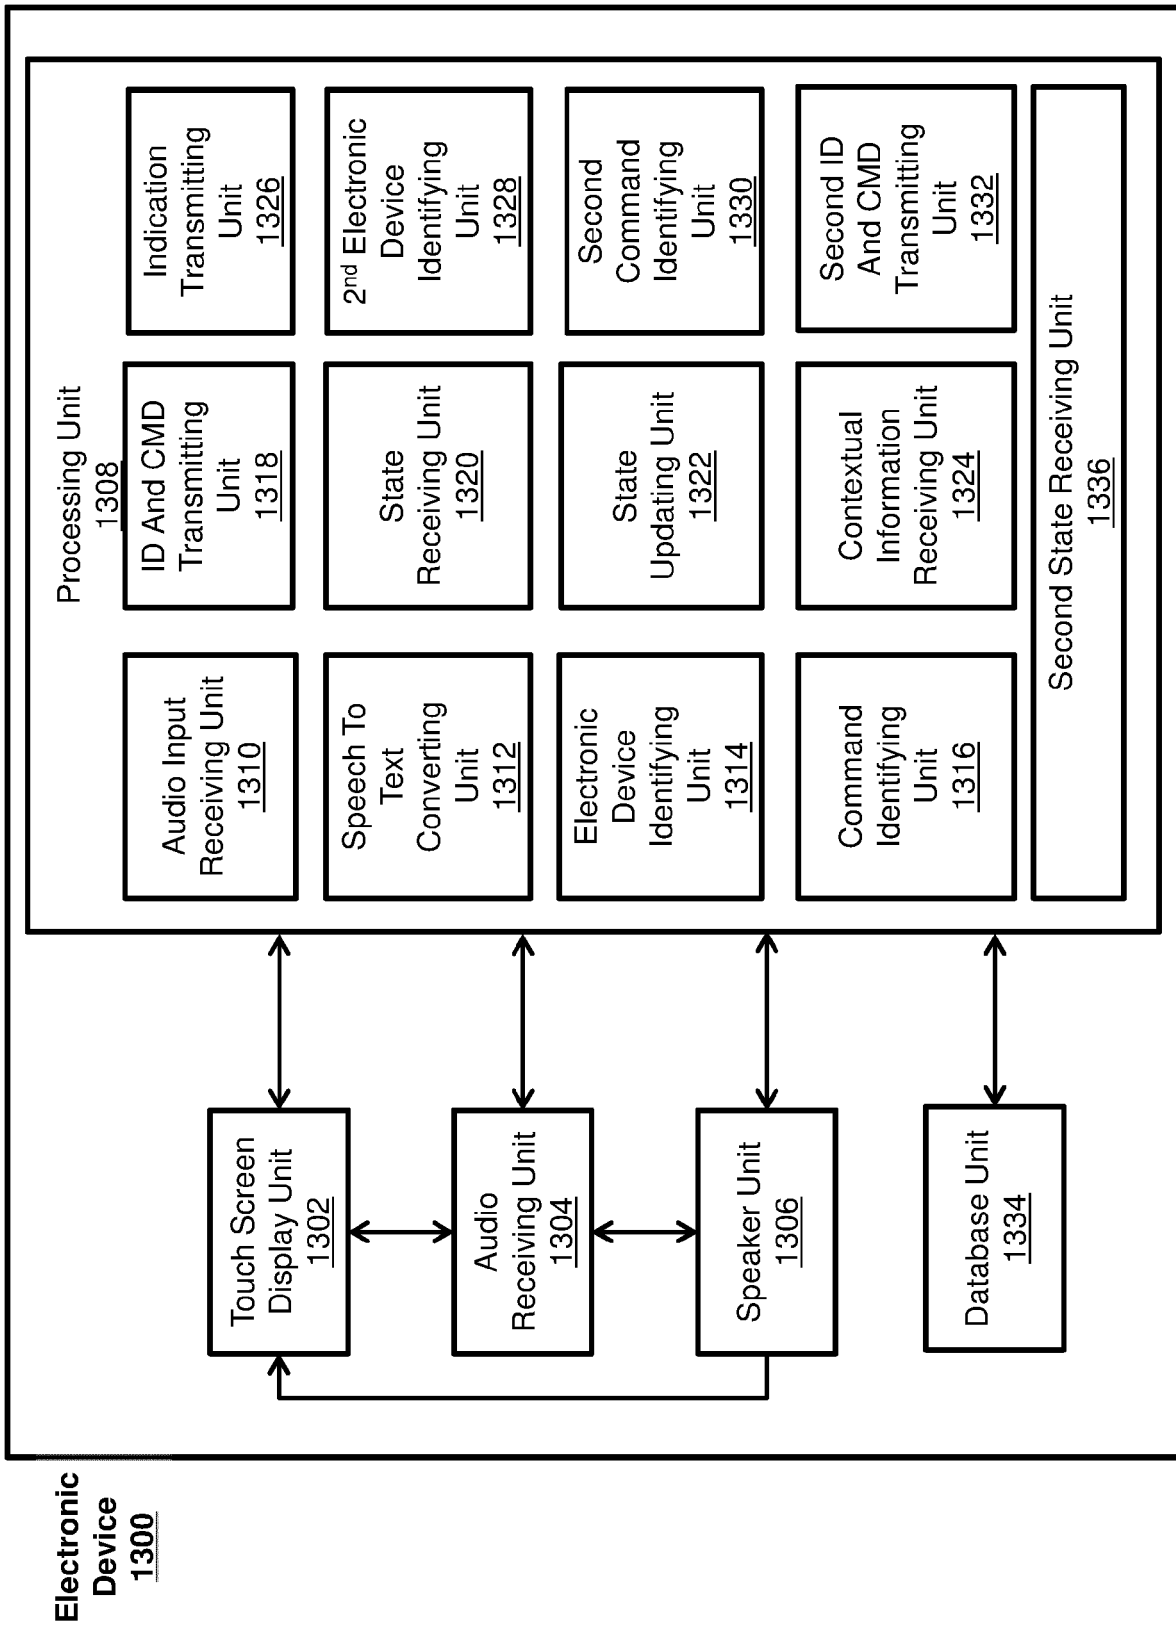 Electronic
Device
1300
Touch Screen
Display Unit
1302
Audio
Receiving Unit
1304
Speaker Unit
1306
Database Unit
1334
Processing Unit
1308
Audio Input
Receiving Unit
1310
ID And CMD
Transmitting
Unit
1318
Indication
Transmitting
Unit
1326
Speech To
Text
Converting
Unit
1312
State
Receiving Unit
1320
2nd Electronic
Device
Identifying
Unit
1328
Electronic
Device
Identifying
Unit
1314
State
Updating Unit
1322
Second
Command
Identifying
Unit
1330
Command
Identifying
Unit
1316
Contextual
Information
Receiving Unit
1324
Second ID
And CMD
Transmitting
Unit
1332
Second State Receiving Unit
1336